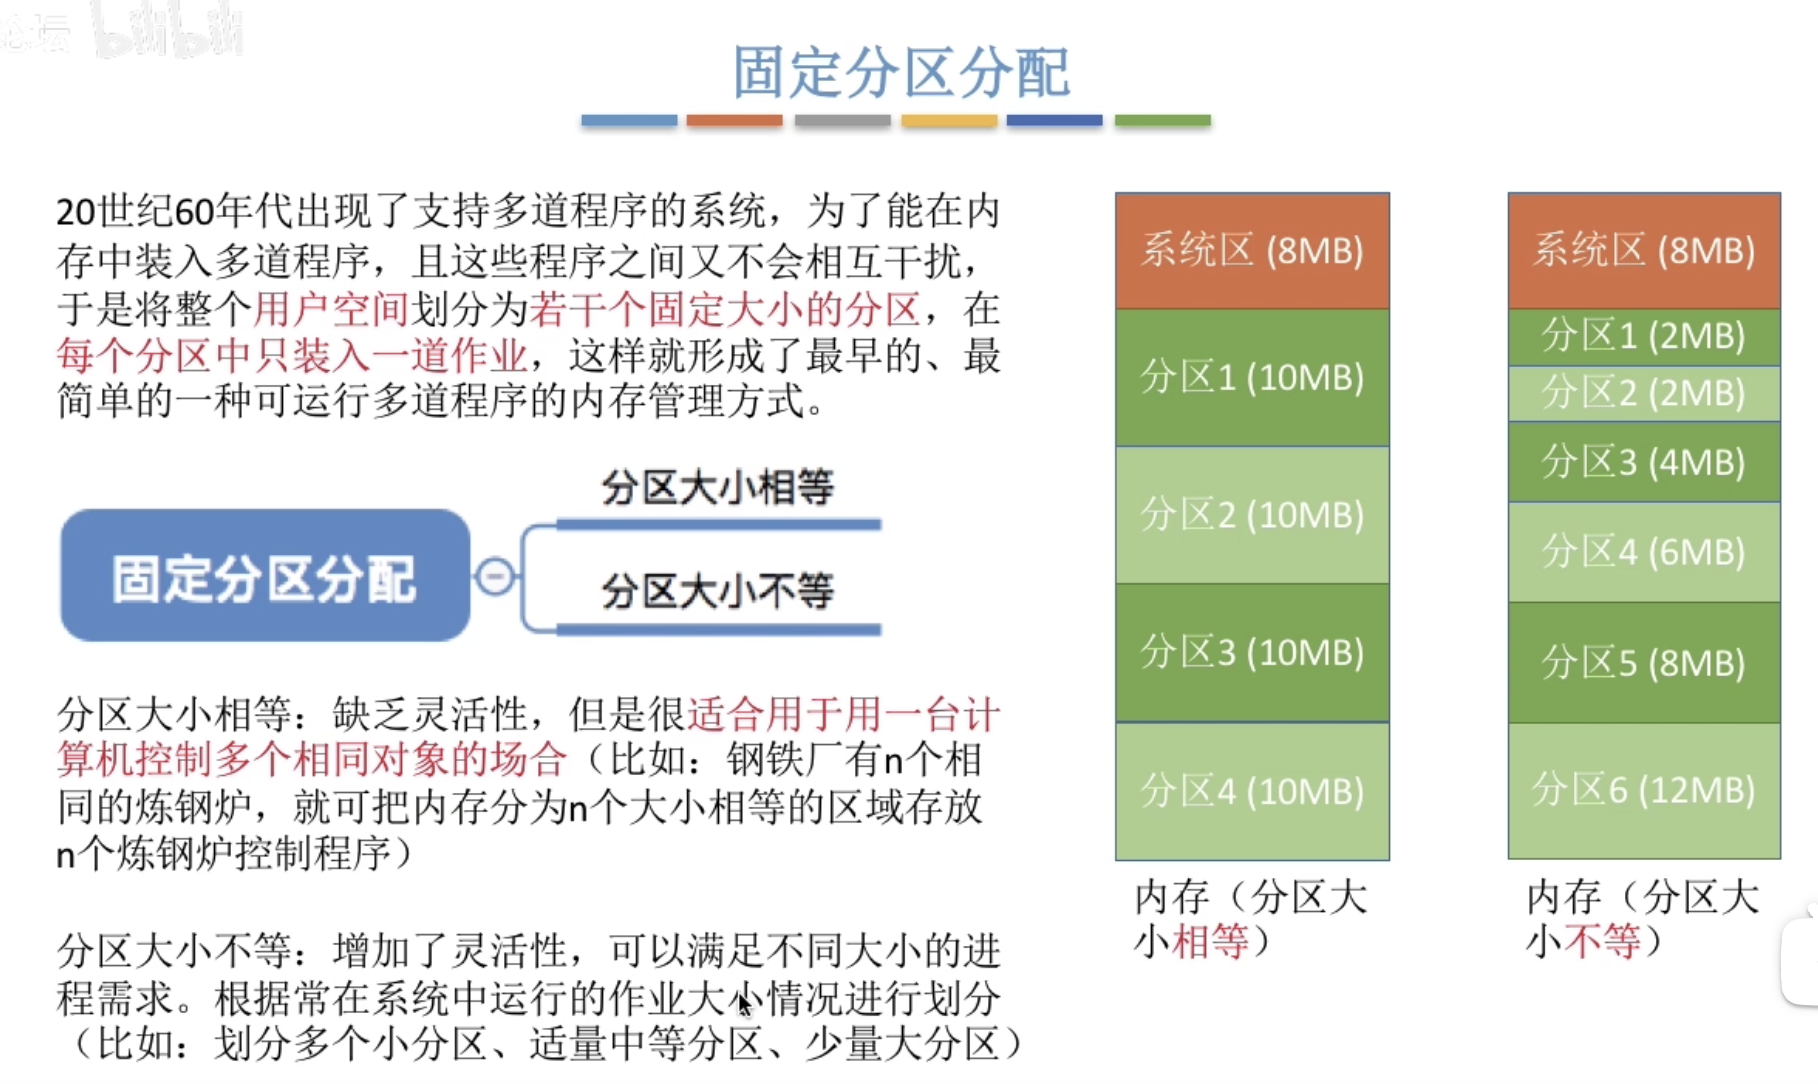 论坛 bilibili
固定分区分配
20世纪60年代出现了支持多道程序的系统，为了能在内
存中装入多道程序，且这些程序之间又不会相互干扰，
于是将整个用户空间划分为若干个固定大小的分区，在
每个分区中只装入一道作业，这样就形成了最早的、最
简单的一种可运行多道程序的内存管理方式。
固定分区分配
分区大小相等
分区大小不等
分区大小相等：缺乏灵活性，但是很适合用于用一台计
算机控制多个相同对象的场合（比如：钢铁厂有n个相
同的炼钢炉，就可把内存分为n个大小相等的区域存放
n个炼钢炉控制程序）
分区大小不等：增加了灵活性，可以满足不同大小的进
程需求。根据常在系统中运行的作业大小情况进行划分
（比如：划分多个小分区、适量中等分区、少量大分区）
系统区 (8MB)
分区1 (10MB)
分区2 (10MB)
分区3 (10MB)
分区4 (10MB)
内存（分区大
小相等）
系统区 (8MB)
分区1 (2MB)
分区2 (2MB)
分区3 (4MB)
分区4 (6MB)
分区5 (8MB)
分区6 (12MB)
内存（分区大
小不等）